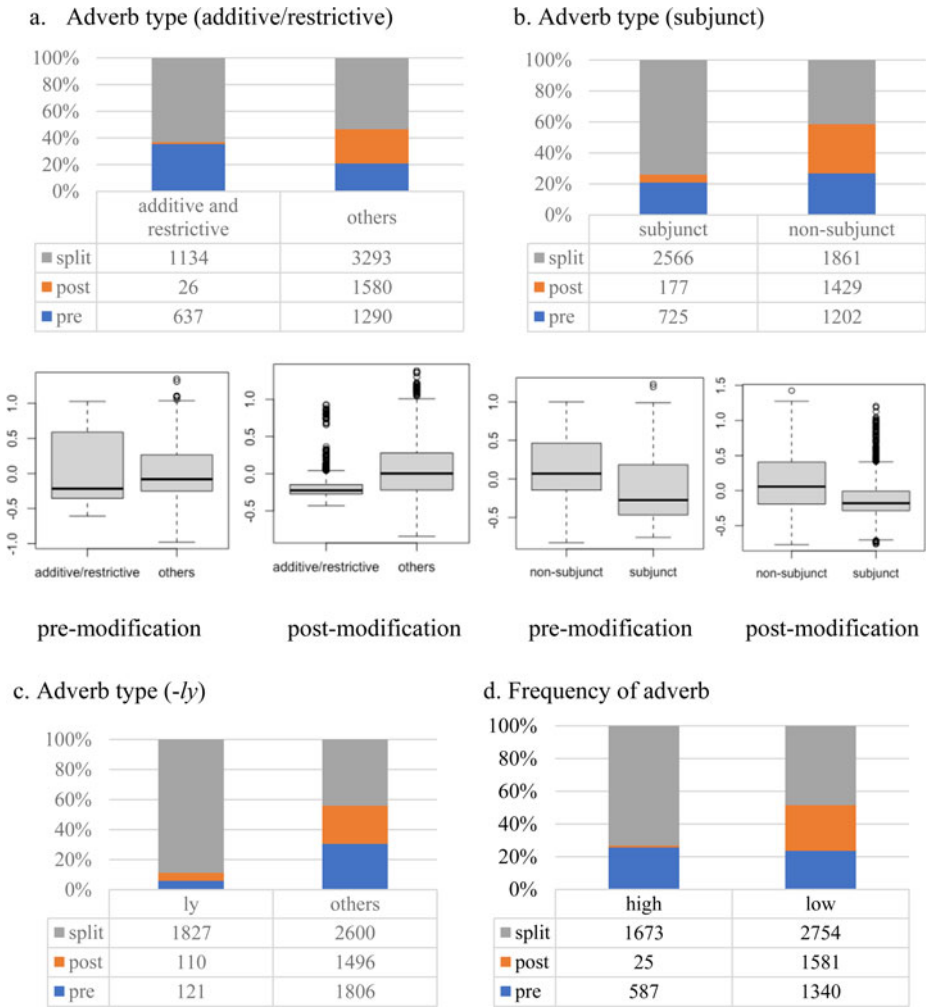 a. Adverb type (additive/restrictive)
100%
80%
60%
40%
20%
0%
additive and restrictive others
split 1134 3293
post 26 1580
pre 637 1290
b. Adverb type (subjunct)
100%
80%
60%
40%
20%
0%
subjunct non-subjunct
split 2566 1861
post 177 1429
pre 725 1202
1.0
0.5
0.0
-0.5
-1.0
additive/restrictive others
pre-modification
1.0
0.5
0.0
-0.5
additive/restrictive others
post-modification
1.0
0.5
0.0
-0.5
non-subjunct subjunct
pre-modification
1.5
1.0
0.5
0.0
-0.5
non-subjunct subjunct
post-modification
c. Adverb type (-ly)
100%
80%
60%
40%
20%
0%
ly others
split 1827 2600
post 110 1496
pre 121 1806
d. Frequency of adverb
100%
80%
60%
40%
20%
0%
high low
split 1673 2754
post 25 1581
pre 587 1340